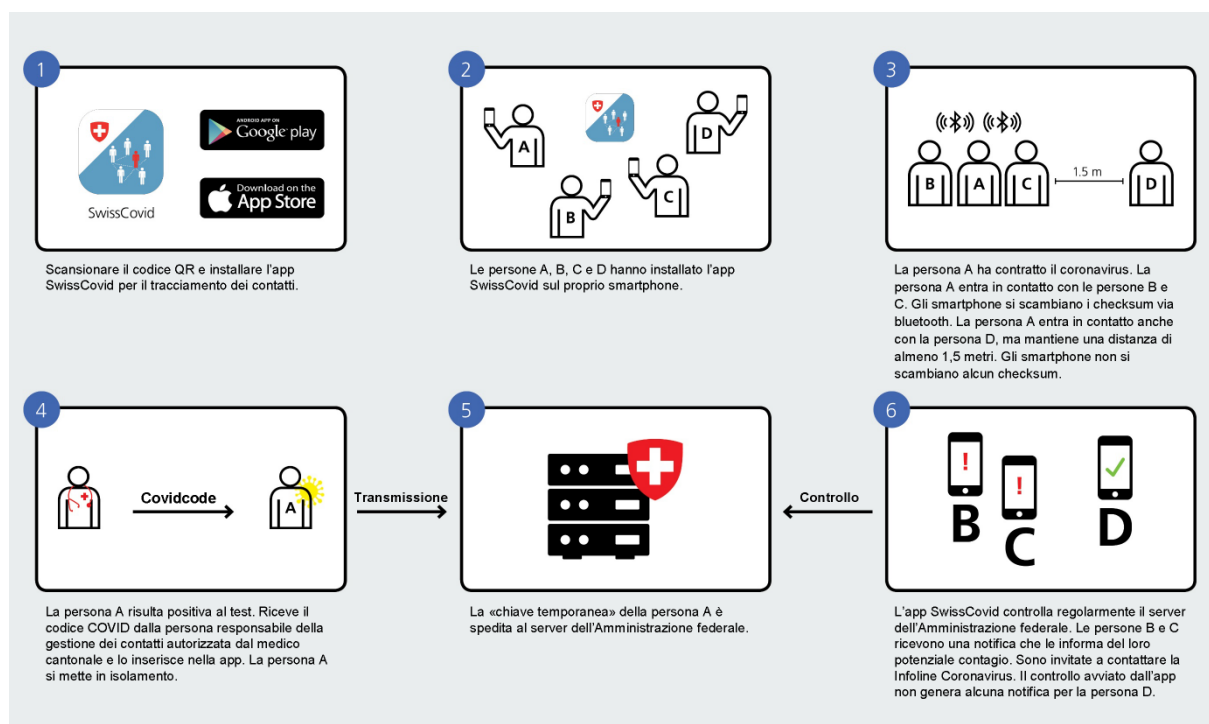 1
ANDROID APP ON
Google play
Download on the
App Store
SwissCovid
Scansionare il codice QR e installare l'app
SwissCovid per il tracciamento dei contatti.
2
A
B
C
D
Le persone A, B, C e D hanno installato l'app
SwissCovid sul proprio smartphone.
3
B
A
C
1.5 m
D
La persona A ha contratto il coronavirus. La
persona A entra in contatto con le persone B e
C. Gli smartphone si scambiano i checksum via
bluetooth. La persona A entra in contatto anche
con la persona D, ma mantiene una distanza di
almeno 1,5 metri. Gli smartphone non si
scambiano alcun checksum.
4
Covidcode
A
La persona A risulta positiva al test. Riceve il
codice COVID dalla persona responsabile della
gestione dei contatti autorizzata dal medico
cantonale e lo inserisce nella app. La persona A
si mette in isolamento.
Transmissione
5
La «chiave temporanea» della persona A è
spedita al server dell'Amministrazione federale.
Controllo
6
!
!
B
C
D
L'app SwissCovid controlla regolarmente il server
dell'Amministrazione federale. Le persone B e C
ricevono una notifica che le informa del loro
potenziale contagio. Sono invitate a contattare la
Infoline Coronavirus. Il controllo avviato dall'app
non genera alcuna notifica per la persona D.